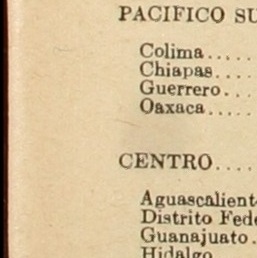 PACIFICO SU
Colima.....
Chiapas....
Guerrero...
Oaxaca.....
CENTRO....
Aguascalient
Distrito Fede
Guanajuato.
Hidalgo